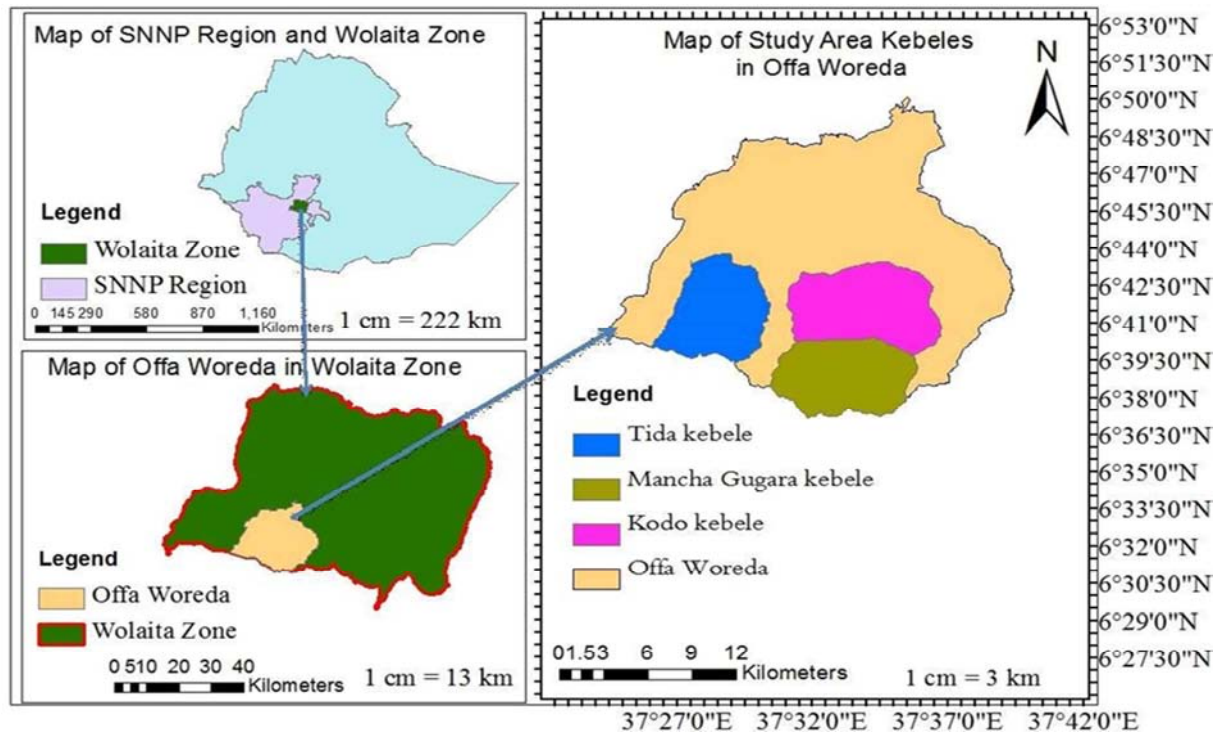 Map of SNNP Region and Wolaita Zone
Legend
Wolaita Zone
SNNP Region
0 145 290 580 870 1,160
Kilometers
1 cm = 222 km
Map of Offa Woreda in Wolaita Zone
Legend
Offa Woreda
Wolaita Zone
0 510 20 30 40
Kilometers
1 cm = 13 km
Map of Study Area Kebeles
in Offa Woreda
N
Legend
Tida kebele
Mancha Gugara kebele
Kodo kebele
Offa Woreda
01.53 6 9 12
Kilometers
1 cm = 3 km
6°53'0"N
6°51'30"N
6°50'0"N
6°48'30"N
6°47'0"N
6°45'30"N
6°44'0"N
6°42'30"N
6°41'0"N
6°39'30"N
6°38'0"N
6°36'30"N
6°35'0"N
6°33'30"N
6°32'0"N
6°30'30"N
6°29'0"N
6°27'30"N
37°27'0"E 37°32'0"E 37°37'0"E 37°42'0"E